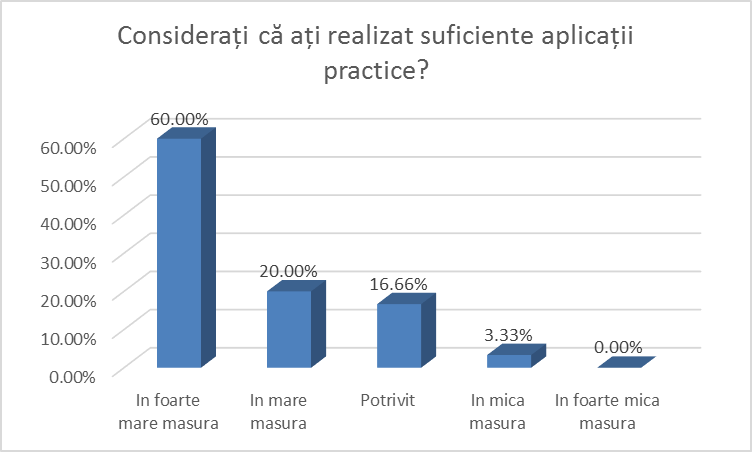 Considerați că ați realizat suficiente aplicații
practice?
60.00%
20.00%
16.66%
3.33%
0.00%
60.00%
50.00%
40.00%
30.00%
20.00%
10.00%
0.00%
In foarte
mare masura
In mare
masura
Potrivit
In mica
masura
In foarte mica
masura